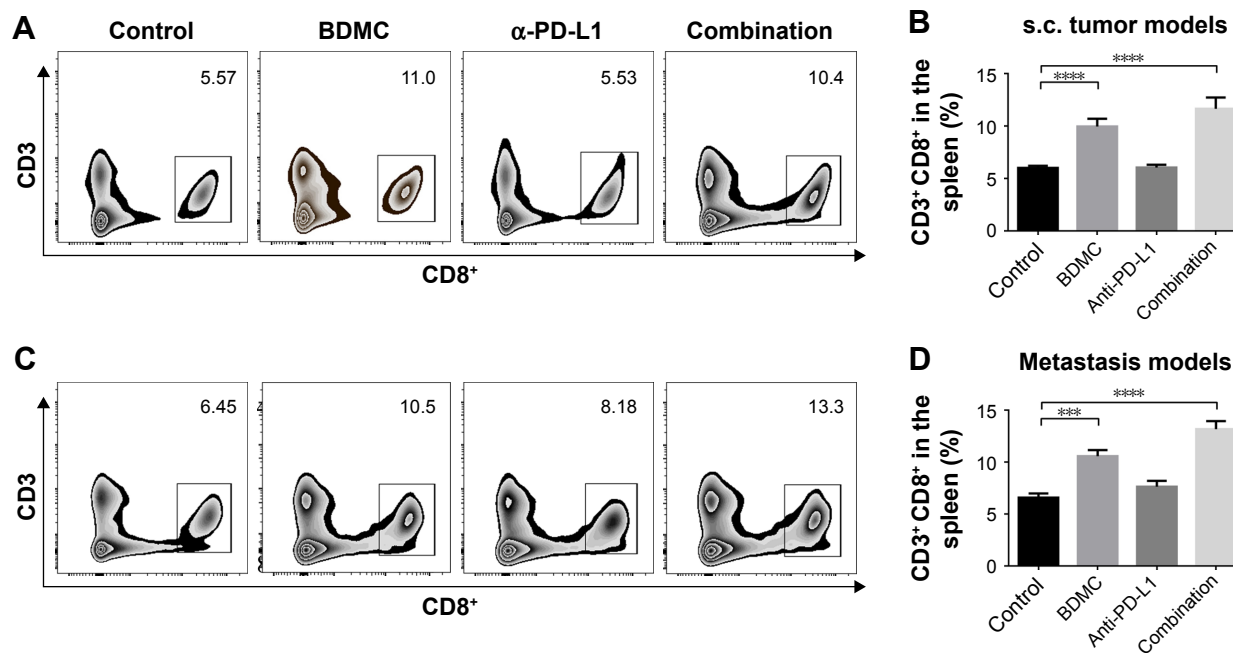 A
Control
BDMC
α-PD-L1
Combination
5.57
11.0
5.53
10.4
CD3
CD8⁺
B
s.c. tumor models
****
****
CD3⁺ CD8⁺ in the
spleen (%)
15
10
5
0
Control
BDMC
Anti-PD-L1
Combination
C
6.45
10.5
8.18
13.3
CD3
CD8⁺
D
Metastasis models
****
***
CD3⁺ CD8⁺ in the
spleen (%)
15
10
5
0
Control
BDMC
Anti-PD-L1
Combination